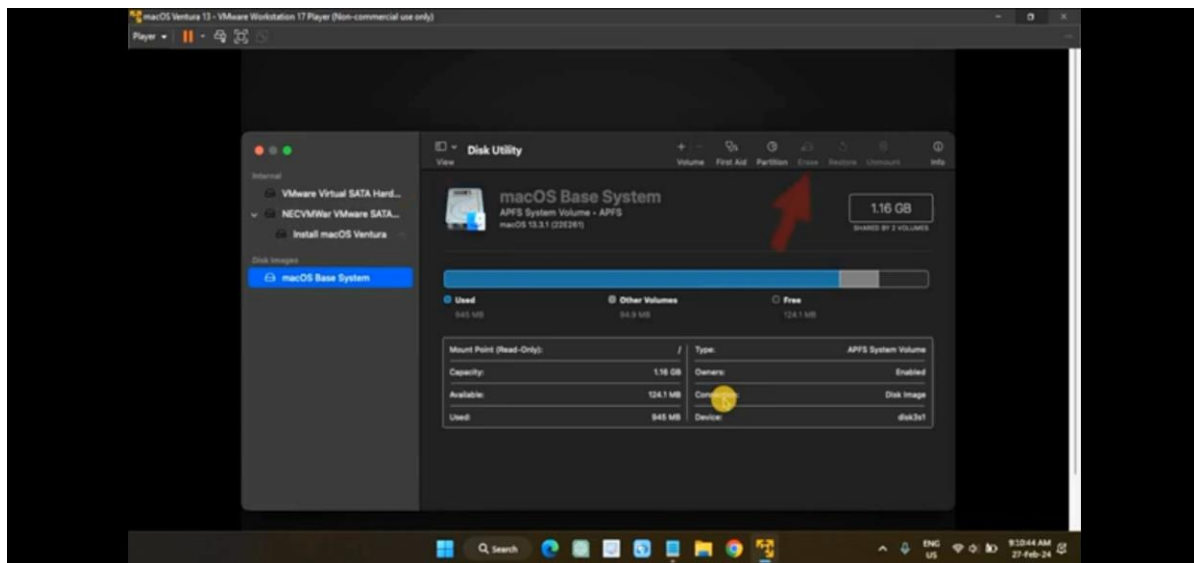 macOS Ventura 13 - VMware Workstation 17 Player (Non-commercial use only)
Player
Disk Utility
View
Volume First Aid Partition Erase Restore Unmount Info
Internal
VMware Virtual SATA Hard...
NECVMWar VMware SATA...
Install macOS Ventura
Disk Images
macOS Base System
macOS Base System
APFS System Volume • APFS
macOS 13.3.1 (22E261)
1.16 GB
SHARED BY 2 VOLUMES
Used
945 MB
Other Volumes
94.9 MB
Free
124.1 MB
Mount Point (Read-Only): /
Type: APFS System Volume
Capacity: 1.16 GB
Owners: Enabled
Available: 124.1 MB
Disk Image
Used: 945 MB
Device: disk3s1
Search
ENG
US
9:10:44 AM
27-Feb-24